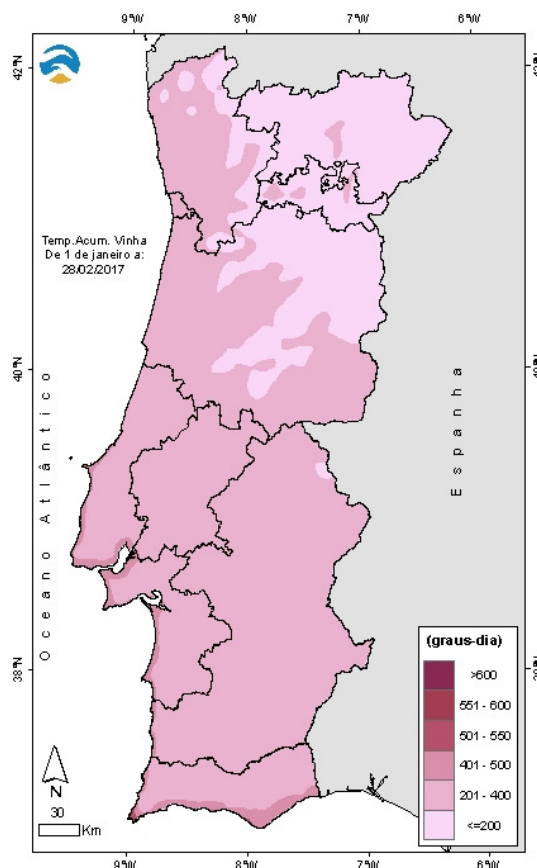 9°W 8°W 7°W 6°W
42°N
Temp.Acum. Vinha
De 1 de janeiro a:
28/02/2017
40°N
Oceano Atlântico
Espanha
38°N
(graus-dia)
>600
551 - 600
501 - 550
401 - 500
201 - 400
<=200
N
30
Km
9°W 8°W 7°W 6°W